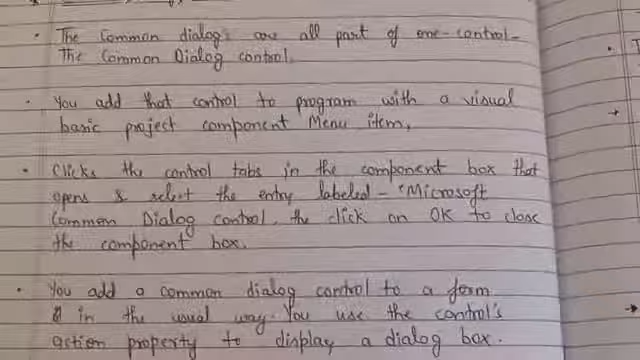 • The Common dialogs are all part of one-control-
The Common Dialog control.
• You add that control to program with a visual
basic project component Menu item,
• Clicks the control tabs in the component box that
opens & select the entry labeled - "Microsoft
Common Dialog control. the click on OK to close
the component box.
• You add a common dialog control to a form
in the usual way. You use the control's
action property to display a dialog box.